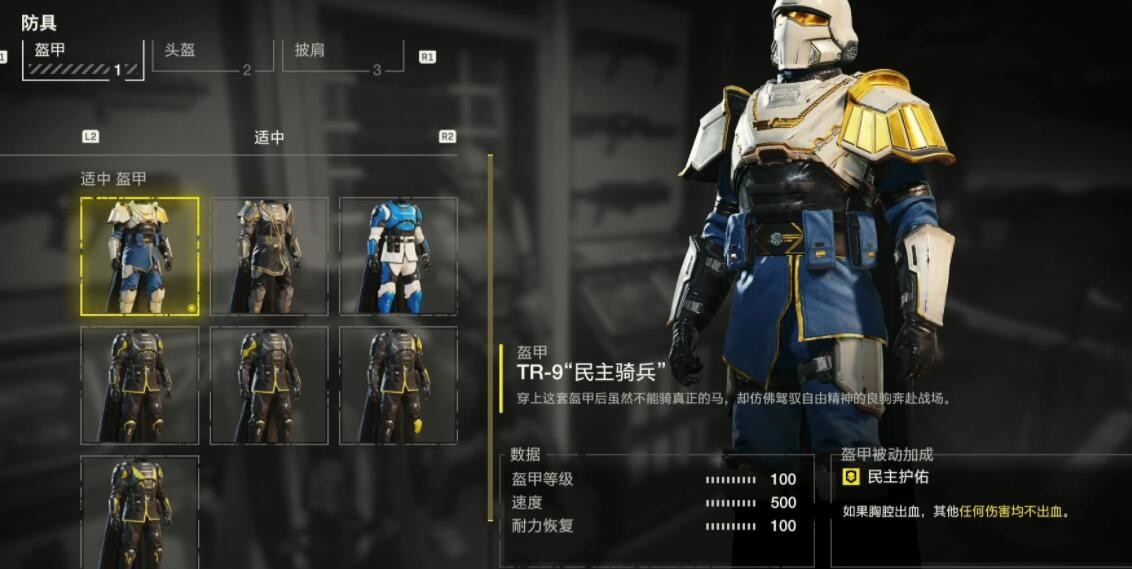 防具
1
盔甲
1
头盔
2
披肩
3
R1
L2
适中
R2
适中 盔甲
盔甲
TR-9“民主骑兵”
穿上这套盔甲后虽然不能骑真正的马，却仿佛驾驭自由精神的良驹奔赴战场。
数据
盔甲等级 100
速度 500
耐力恢复 100
盔甲被动加成
民主护佑
如果胸腔出血，其他任何伤害均不出血。